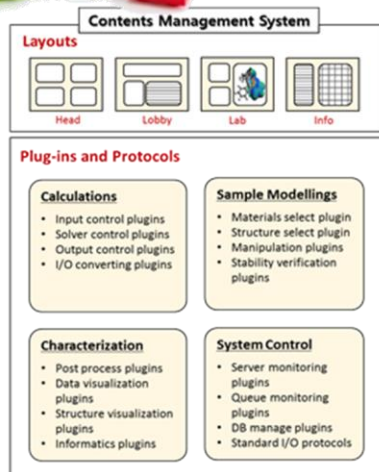 Contents Management System
Layouts
Head Lobby Lab Info
Plug-ins and Protocols
Calculations
• Input control plugins
• Solver control plugins
• Output control plugins
• I/O converting plugins
Sample Modellings
• Materials select plugin
• Structure select plugin
• Manipulation plugins
• Stability verification
plugins
Characterization
• Post process plugins
• Data visualization
plugins
• Structure visualization
plugins
• Informatics plugins
System Control
• Server monitoring
plugins
• Queue monitoring
plugins
• DB manage plugins
• Standard I/O protocols